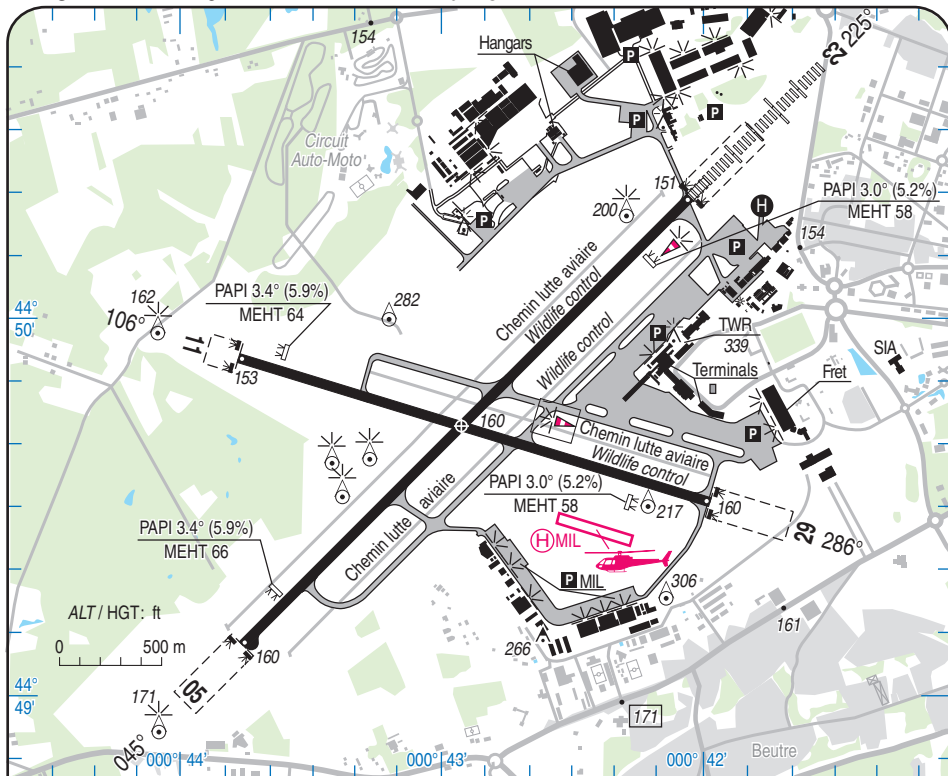 154
Hangars
P
23 225°
P
P
Circuit
Auto-Moto
P
151
PAPI 3.0° (5.2%)
MEHT 58
200
P
H
P
154
Chemin lutte aviaire
Wildlife control
162
106°
PAPI 3.4° (5.9%)
MEHT 64
282
44°
50'
Wildlife control
P
TWR
339
11
153
Terminals
SIA
Fret
160
Chemin lutte aviaire
Wildlife control
P
aviaire
Chemin lutte
PAPI 3.0° (5.2%)
MEHT 58
217
160
29 286°
PAPI 3.4° (5.9%)
MEHT 66
H MIL
P MIL
306
ALT / HGT: ft
0 500 m
266
161
160
05
44°
49'
171
045°
171
Beutre
000° 44'
000° 43'
000° 42'